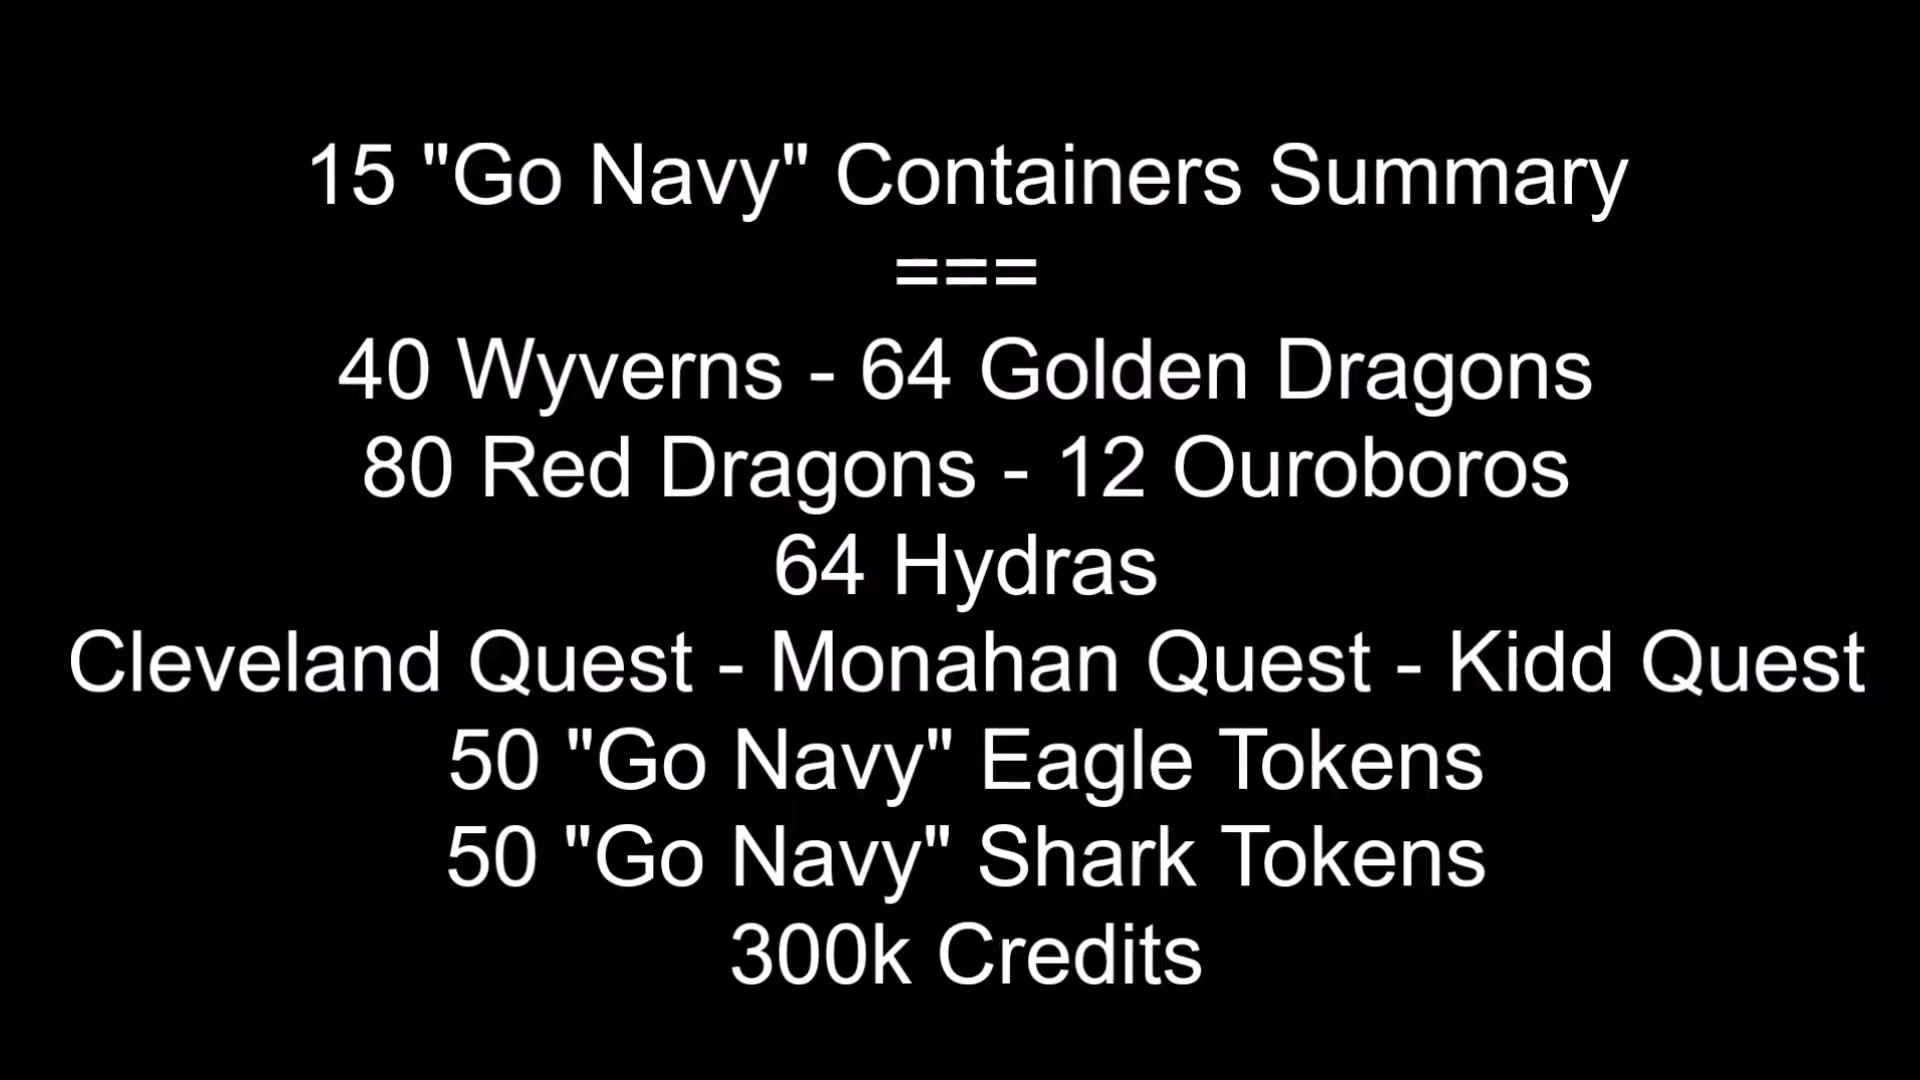 15 "Go Navy" Containers Summary
===
40 Wyverns - 64 Golden Dragons
80 Red Dragons - 12 Ouroboros
64 Hydras
Cleveland Quest - Monahan Quest - Kidd Quest
50 "Go Navy" Eagle Tokens
50 "Go Navy" Shark Tokens
300k Credits